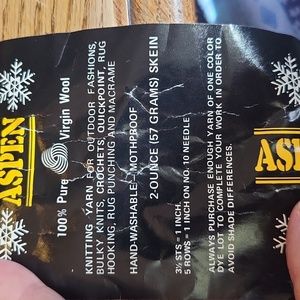 ASPEN
100% Pure Virgin Wool
KNITTING YARN FOR OUTDOOR FASHIONS,
BULKY KNITS, CROCHETS, QUICKPOINT, RUG
HOOKING, RUG PUNCHING AND MACRAME
HAND-WASHABLE MOTHPROOF
2-OUNCE (57 GRAMS) SKEIN
3½ STS = 1 INCH.
5 ROWS = 1 INCH ON NO. 10 NEEDLE
ALWAYS PURCHASE ENOUGH YARN OF ONE COLOR
DYE LOT TO COMPLETE YOUR WORK IN ORDER TO
AVOID SHADE DIFFERENCES.
ASP